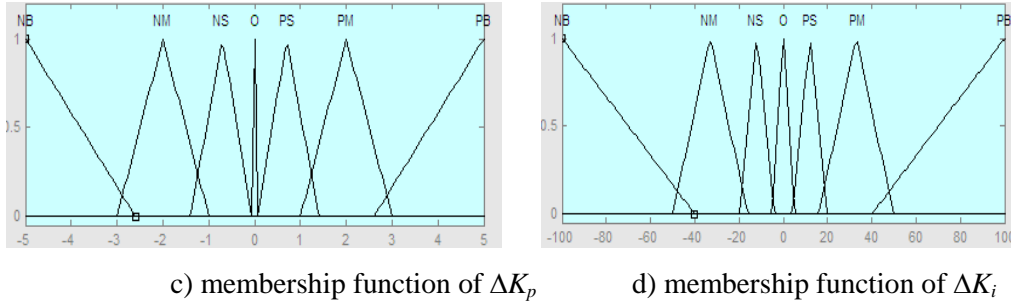 NB NM NS O PS PM PB
1
0.5
0
-5 -4 -3 -2 -1 0 1 2 3 4 5
NB NM NS O PS PM PB
1
0.5
0
-100 -80 -60 -40 -20 0 20 40 60 80 100
c) membership function of ΔKp
d) membership function of ΔKi